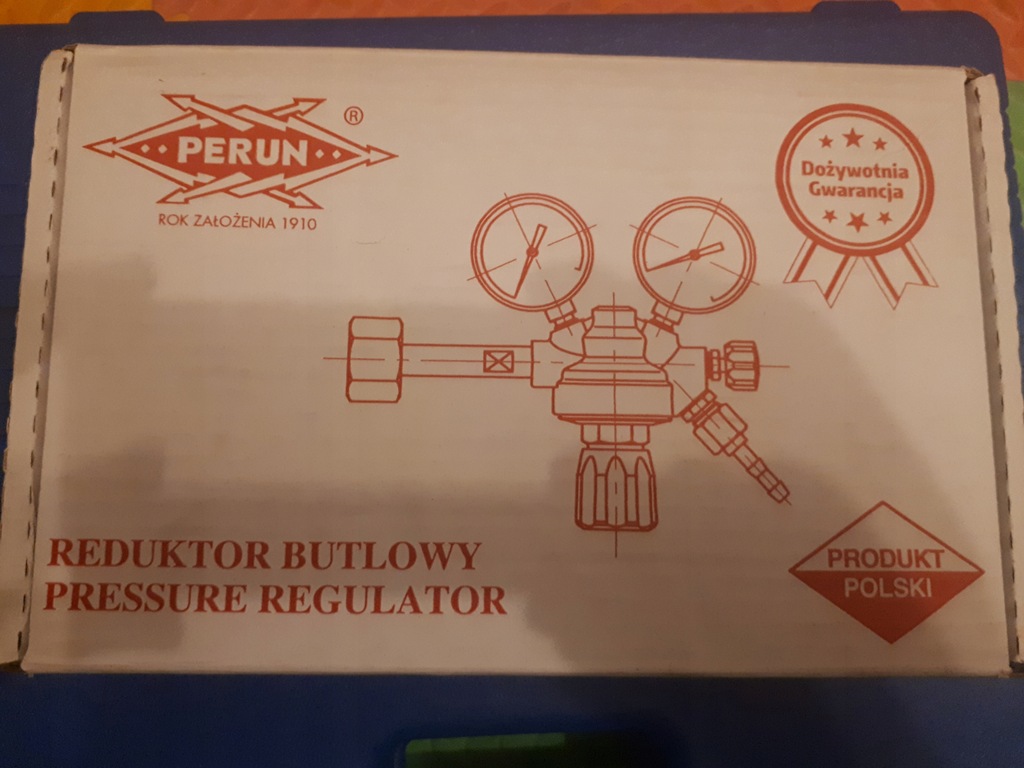 PERUN ®
ROK ZAŁOŻENIA 1910
Dożywotnia
Gwarancja
REDUKTOR BUTLOWY
PRESSURE REGULATOR
PRODUKT
POLSKI